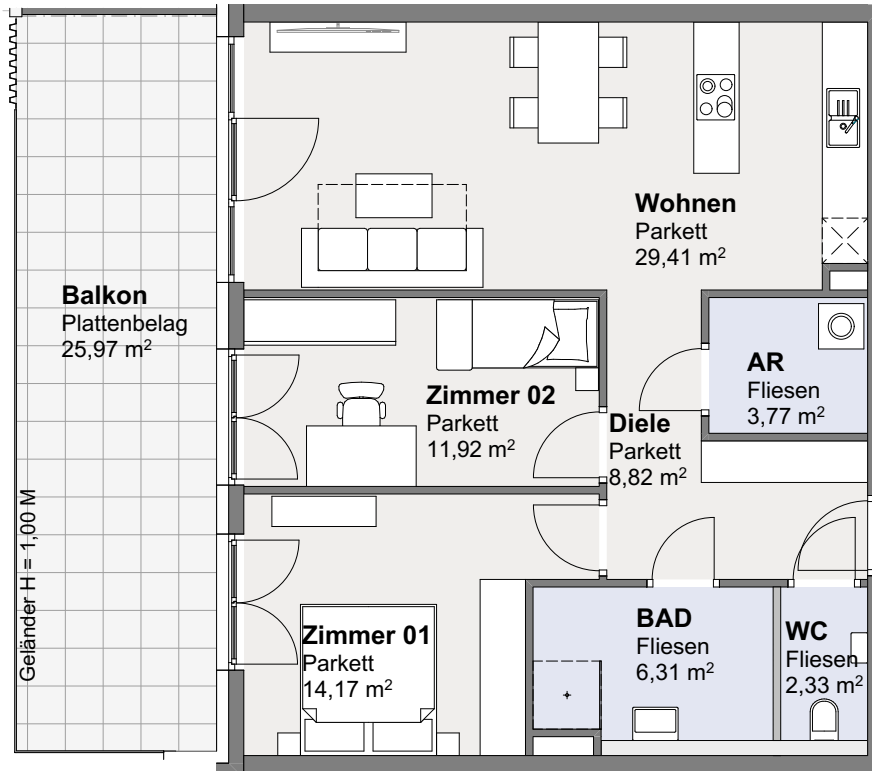 Wohnen
Parkett
29,41 m²
Balkon
Plattenbelag
25,97 m²
AR
Fliesen
3,77 m²
Zimmer 02
Parkett
11,92 m²
Diele
Parkett
8,82 m²
Geländer H = 1,00 M
Zimmer 01
Parkett
14,17 m²
BAD
Fliesen
6,31 m²
WC
Fliesen
2,33 m²